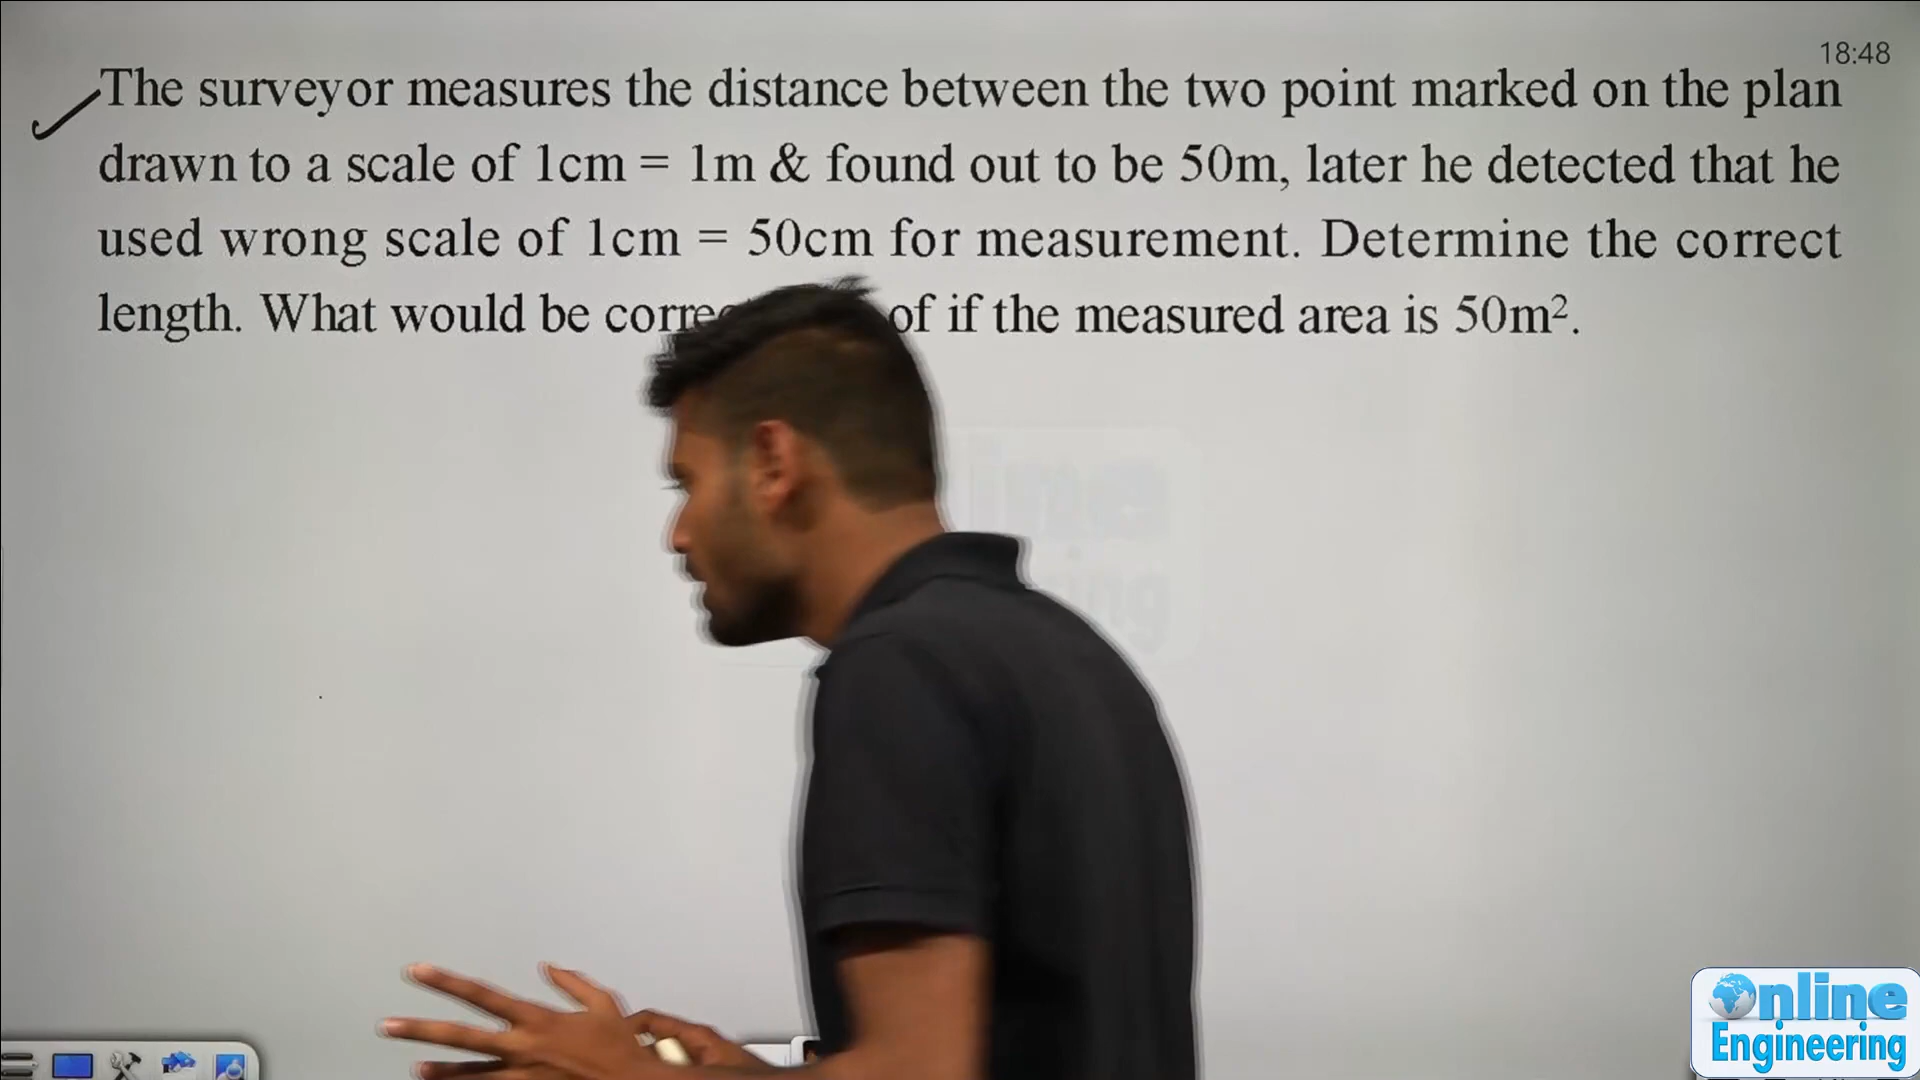 18:48
The surveyor measures the distance between the two point marked on the plan
drawn to a scale of 1cm = 1m & found out to be 50m, later he detected that he
used wrong scale of 1cm = 50cm for measurement. Determine the correct
length. What would be of if the measured area is 50m².
Online
Engineering